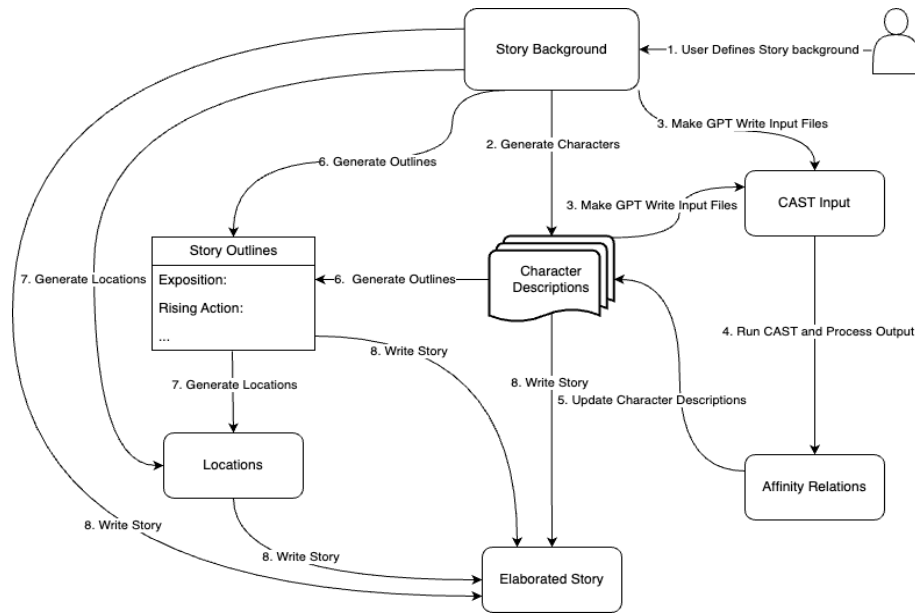 Story Background
1. User Defines Story background
3. Make GPT Write Input Files
2. Generate Characters
6. Generate Outlines
CAST Input
3. Make GPT Write Input Files
Story Outlines
Exposition:
Rising Action:
...
Character
Descriptions
7. Generate Locations
6. Generate Outlines
4. Run CAST and Process Output
8. Write Story
7. Generate Locations
8. Write Story
5. Update Character Descriptions
Locations
Affinity Relations
8. Write Story
8. Write Story
Elaborated Story